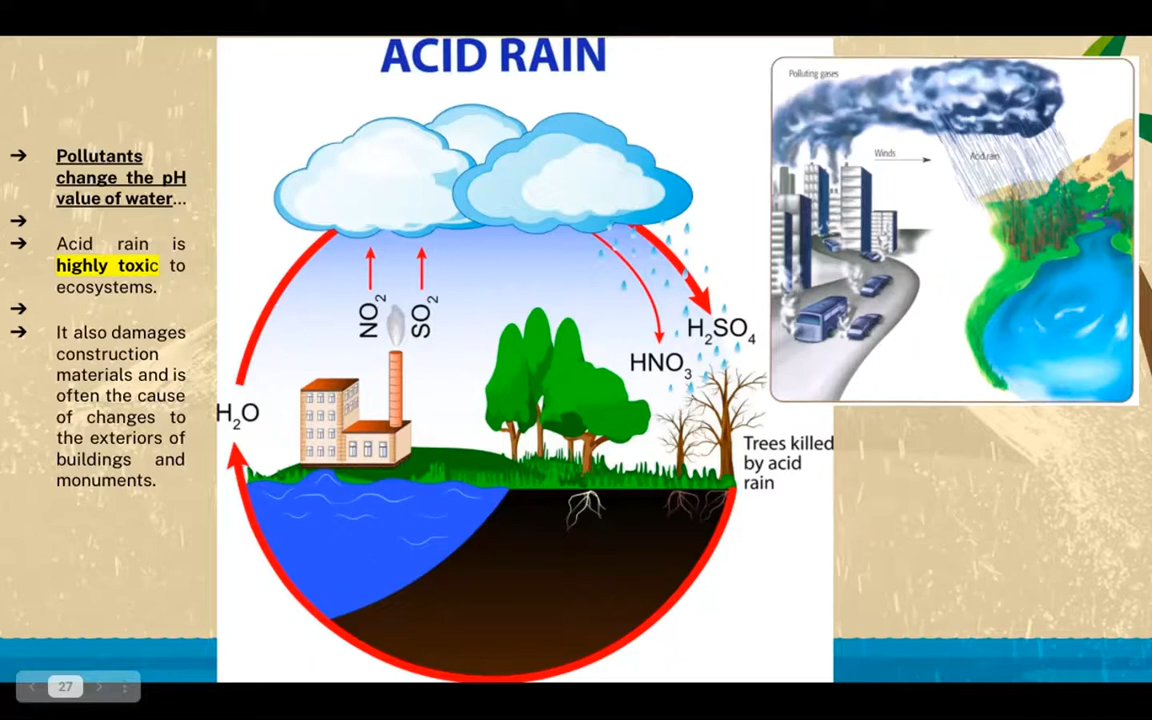 ACID RAIN
→ Pollutants
change the pH
value of water...
→
→ Acid rain is
highly toxic to
ecosystems.
→
→ It also damages
construction
materials and is
often the cause
of changes to
the exteriors of
buildings and
monuments.
NO₂
SO₂
H₂SO₄
HNO₃
H₂O
Trees killed
by acid
rain
Polluting gases
Winds
Acid rain
27